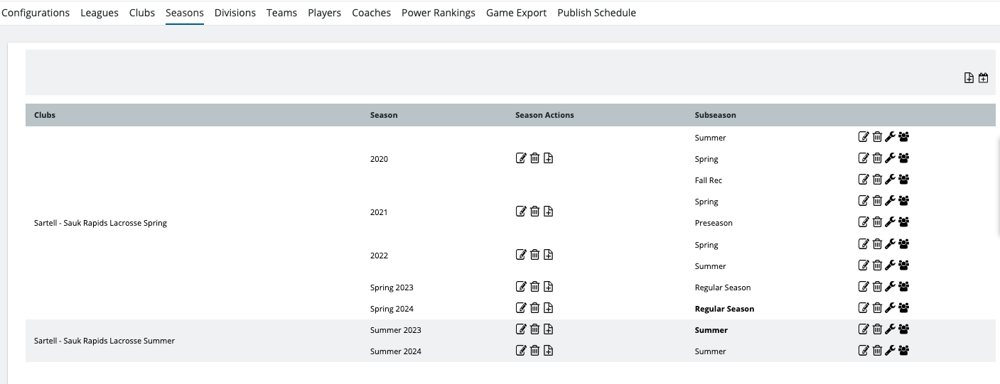 Configurations Leagues Clubs Seasons Divisions Teams Players Coaches Power Rankings Game Export Publish Schedule
Clubs Season Season Actions Subseason
Summer
2020 Spring
Fall Rec
Spring
2021
Sartell - Sauk Rapids Lacrosse Spring Preseason
Spring
2022
Summer
Spring 2023 Regular Season
Spring 2024 Regular Season
Summer 2023 Summer
Sartell - Sauk Rapids Lacrosse Summer
Summer 2024 Summer